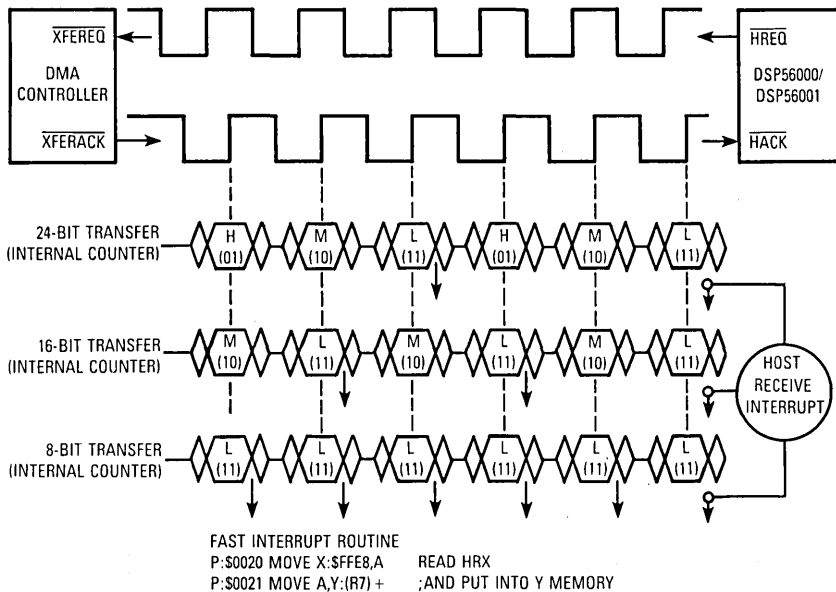 XFEREQ
HREQ
DMA
CONTROLLER
DSP56000/
DSP56001
XFERACK
HACK
24-BIT TRANSFER
(INTERNAL COUNTER)
H
(01)
M
(10)
L
(11)
H
(01)
M
(10)
L
(11)
16-BIT TRANSFER
(INTERNAL COUNTER)
M
(10)
L
(11)
M
(10)
L
(11)
M
(10)
L
(11)
HOST
RECEIVE
INTERRUPT
8-BIT TRANSFER
(INTERNAL COUNTER)
L
(11)
L
(11)
L
(11)
L
(11)
L
(11)
L
(11)
FAST INTERRUPT ROUTINE
P:$0020 MOVE X:$FFE8,A READ HRX
P:$0021 MOVE A,Y:(R7) + ;AND PUT INTO Y MEMORY